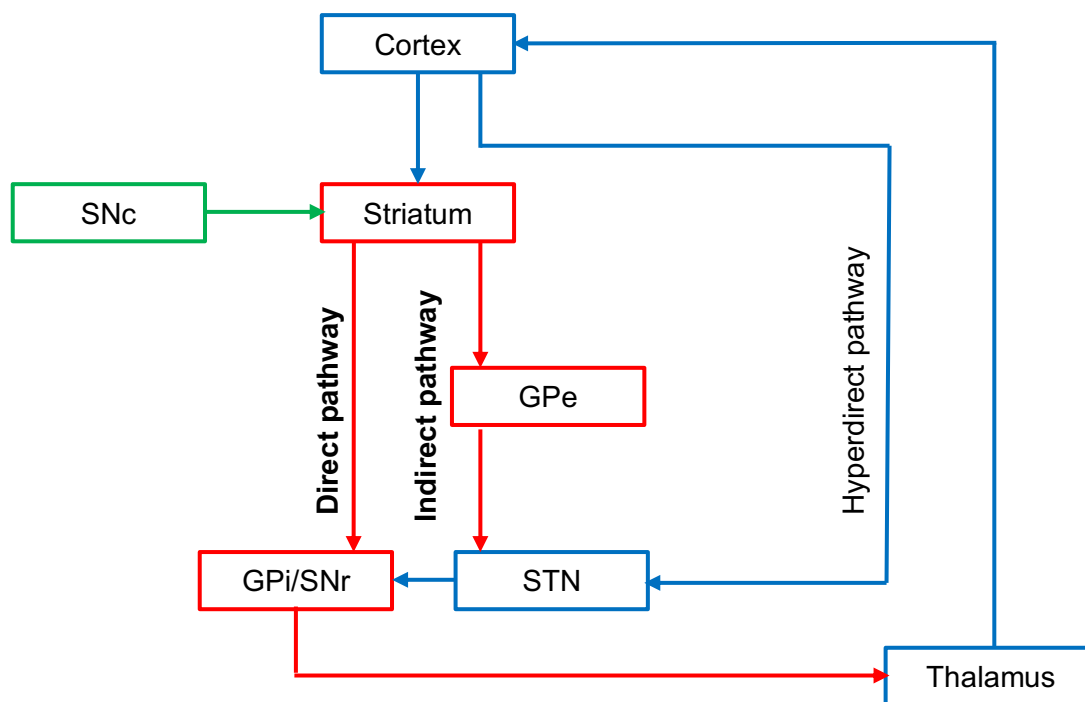 Cortex
SNc
Striatum
Direct pathway
Indirect pathway
Hyperdirect pathway
GPe
GPi/SNr
STN
Thalamus